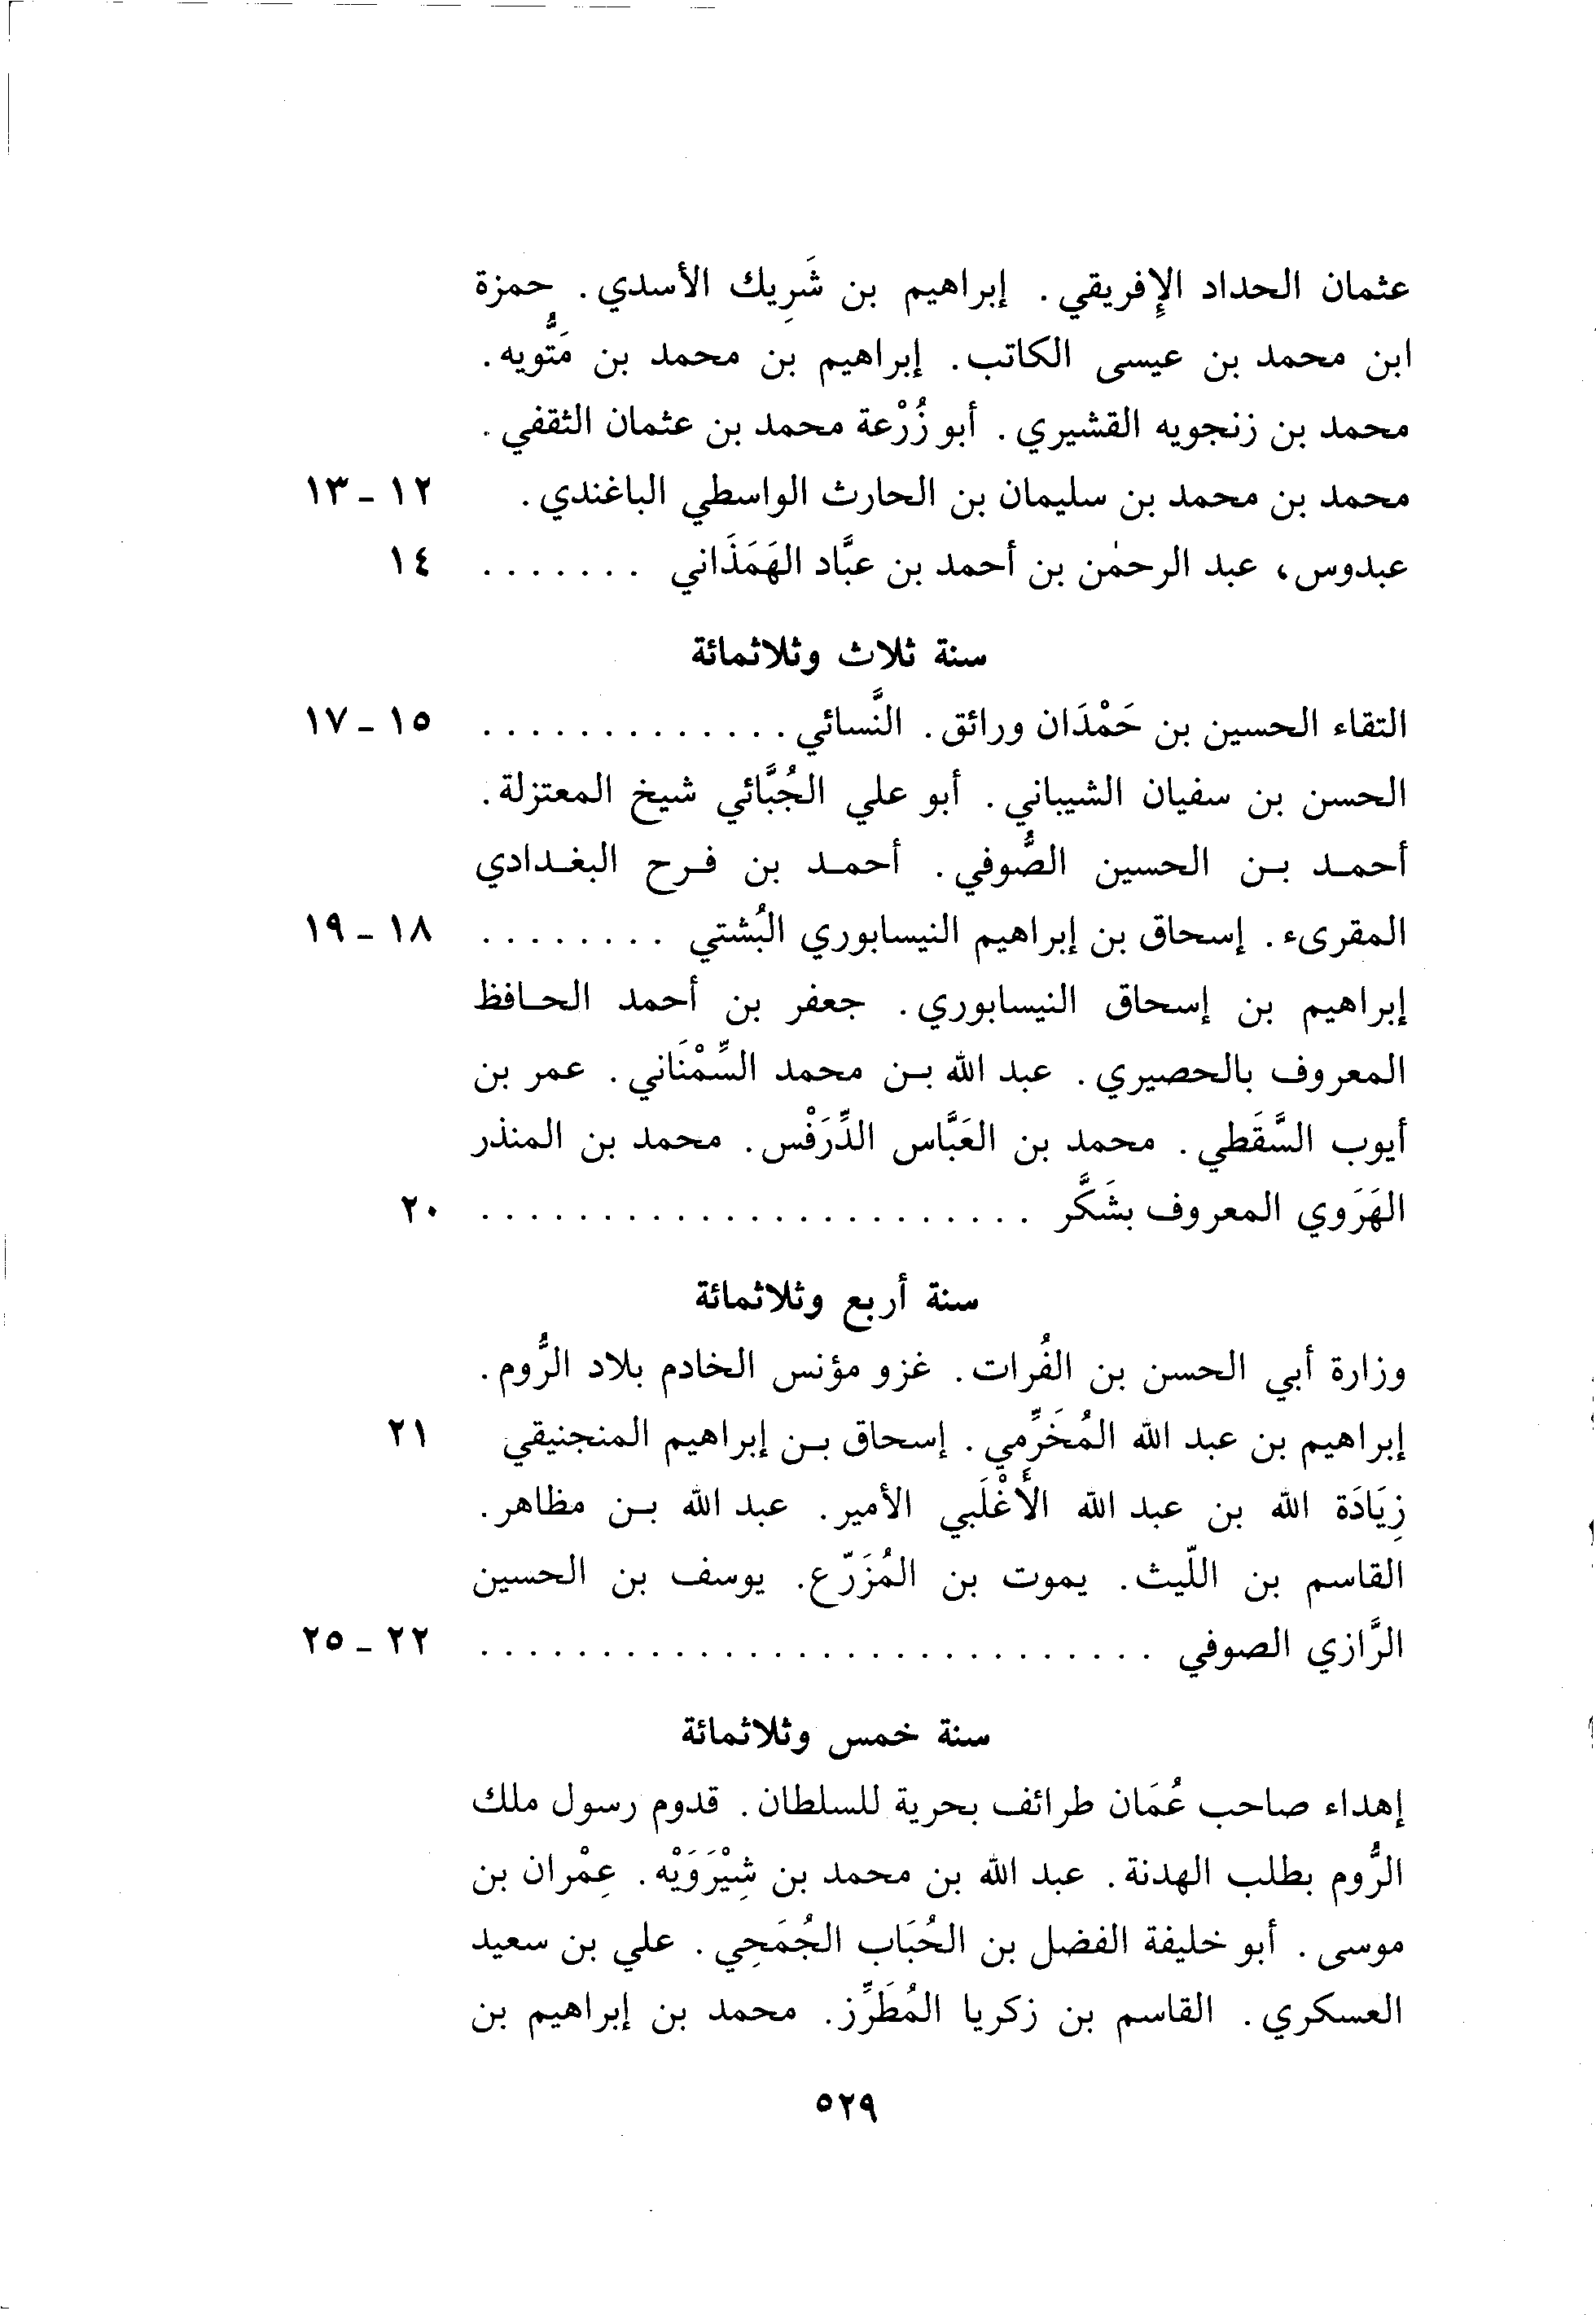 عثمان الحداد الإِفريقي. إبراهيم بن شَرِيك الأسدي. حمزة
ابن محمد بن عيسى الكاتب. إبراهيم بن محمد بن مَتُّويه.
محمد بن زنجويه القشيري. أبو زُرْعة محمد بن عثمان الثقفي.
محمد بن محمد بن سليمان بن الحارث الواسطي الباغندي. ١٢ - ١٣
عبدوس، عبد الرحمٰن بن أحمد بن عبَّاد الهَمَذَاني ....... ١٤
سنة ثلاث وثلاثمائة
التقاء الحسين بن حَمْدَان ورائق. النَّسائي ............. ١٥ - ١٧
الحسن بن سفيان الشيباني. أبو علي الجُبَّائي شيخ المعتزلة.
أحمـد بـن الحسين الصُّوفي. أحمـد بن فـرح البغـدادي
المقرىء. إسحاق بن إبراهيم النيسابوري البُشتي ........ ١٨ - ١٩
إبراهيم بن إسحاق النيسابوري. جعفر بن أحمد الحـافظ
المعروف بالحصيري. عبد الله بـن محمد السِّمْنَاني. عمر بن
أيوب السَّقَطي. محمد بن العَبَّاس الدِّرَفْس. محمد بن المنذر
الهَرَوي المعروف بشَكَّر ....................... ٢٠
سنة أربع وثلاثمائة
وزارة أبي الحسن بن الفُرات. غزو مؤنس الخادم بلاد الرُّوم.
إبراهيم بن عبد الله المُخَرِّمي. إسحاق بـن إبراهيم المنجنيقي ٢١
زِيَادَة الله بن عبد الله الأَغْلَبي الأمير. عبد الله بـن مظاهر.
القاسم بن اللّيث. يموت بن المُزَرّع. يوسف بن الحسين
الرَّازي الصوفي ............................ ٢٢ - ٢٥
سنة خمس وثلاثمائة
إهداء صاحب عُمَان طرائف بحرية للسلطان. قدوم رسول ملك
الرُّوم بطلب الهدنة. عبد الله بن محمد بن شِيْرَوَيْه. عِمْران بن
موسى. أبو خليفة الفضل بن الحُبَاب الجُمَحِي. علي بن سعيد
العسكري. القاسم بن زكريا المُطَرِّز. محمد بن إبراهيم بن
٥٢٩